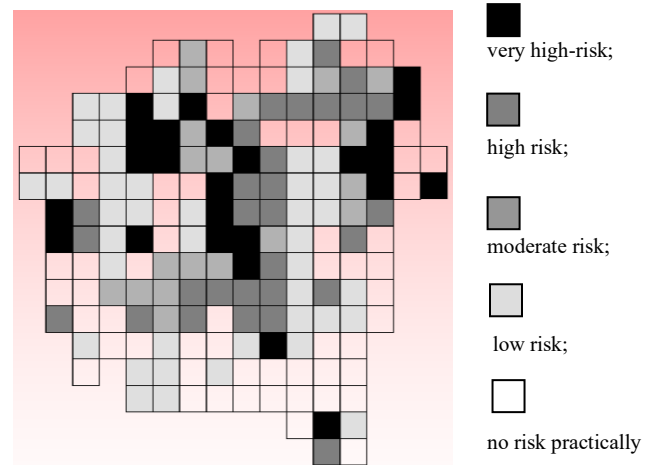 very high-risk;
high risk;
moderate risk;
low risk;
no risk practically